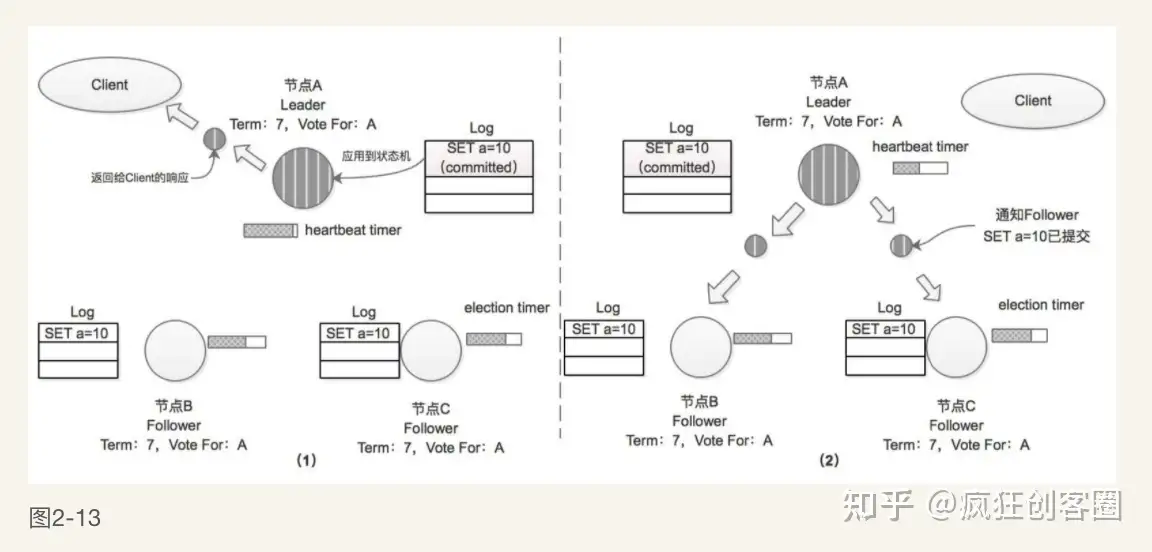 Client
节点A
Leader
Term：7，Vote For：A
返回给Client的响应
应用到状态机
Log
SET a=10
（committed）
heartbeat timer
Log
SET a=10
节点B
Follower
Term：7，Vote For：A
Log
SET a=10
election timer
节点C
Follower
Term：7，Vote For：A
（1）
节点A
Leader
Term：7，Vote For：A
Client
Log
SET a=10
（committed）
heartbeat timer
通知Follower
SET a=10已提交
Log
SET a=10
节点B
Follower
Term：7，Vote For：A
Log
SET a=10
election timer
节点C
Follower
Term：7，Vote For：A
（2）
图2-13
知乎 @疯狂创客圈